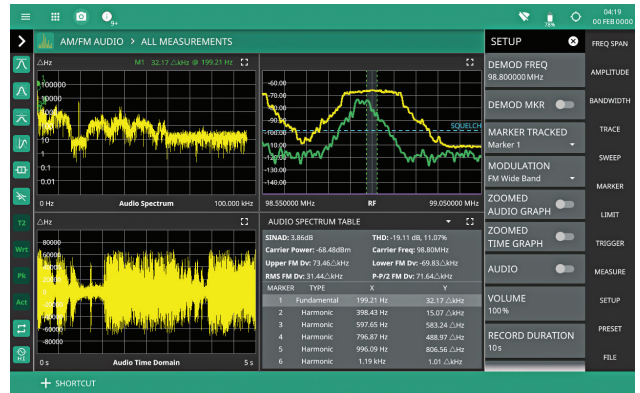 9+
78%
04:19
00 FEB 0000
AM/FM AUDIO > ALL MEASUREMENTS
△Hz
M1 32.17 △kHz @ 199.21 Hz
100000
10000
10
1
0.1
0.01
0 Hz
Audio Spectrum
100.000 kHz
-60.00
-70.00
-80.00
-90.00
SQUELCH
-110.00
-120.00
-130.00
-140.00
98.550000 MHz
RF
99.050000 MHz
△Hz
80000
60000
-60000
-80000
0 s
Audio Time Domain
5 s
AUDIO SPECTRUM TABLE
SINAD: 3.86dB
THD: -19.11 dB, 11.07%
Carrier Power: -68.48dBm
Carrier Freq: 98.80MHz
Upper FM Dv: 73.46△kHz
Lower FM Dv: -69.83△kHz
RMS FM Dv: 31.44△kHz
P-P/2 FM Dv: 71.64△kHz
MARKER TYPE X Y
1 Fundamental 199.21 Hz 32.17 △kHz
2 Harmonic 398.43 Hz 15.07 △kHz
3 Harmonic 597.65 Hz 583.24 △Hz
4 Harmonic 796.87 Hz 488.97 △Hz
5 Harmonic 996.09 Hz 806.56 △Hz
6 Harmonic 1.19 kHz 1.01 △kHz
T2
Wrt
Pk
Act
SETUP
DEMOD FREQ
98.800000 MHz
DEMOD MKR
MARKER TRACKED
Marker 1
MODULATION
FM Wide Band
ZOOMED
AUDIO GRAPH
ZOOMED
TIME GRAPH
AUDIO
VOLUME
100%
RECORD DURATION
10 s
FREQ SPAN
AMPLITUDE
BANDWIDTH
TRACE
SWEEP
MARKER
LIMIT
TRIGGER
MEASURE
SETUP
PRESET
FILE
+ SHORTCUT